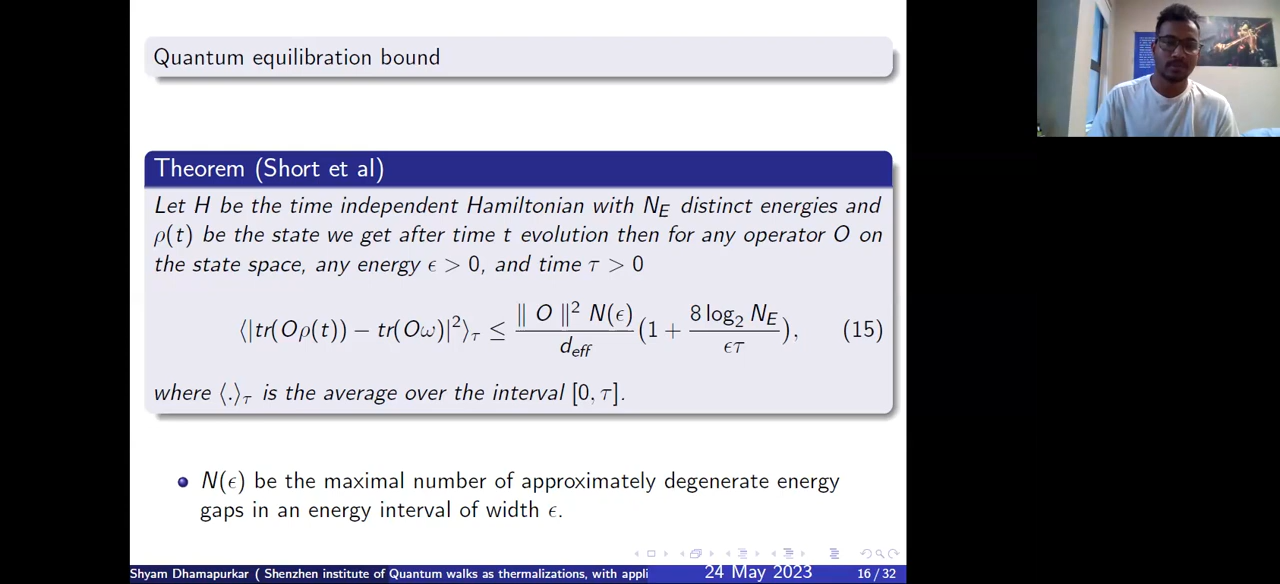 Quantum equilibration bound
Theorem (Short et al)
Let H be the time independent Hamiltonian with N_E distinct energies and
ρ(t) be the state we get after time t evolution then for any operator O on
the state space, any energy ϵ > 0, and time τ > 0
⟨|tr(Oρ(t)) − tr(Oω)|²⟩_τ ≤ (‖ O ‖² N(ϵ) / d_eff) (1 + 8 log₂ N_E / ϵτ), (15)
where ⟨.⟩_τ is the average over the interval [0, τ].
N(ϵ) be the maximal number of approximately degenerate energy
gaps in an energy interval of width ϵ.
Shyam Dhamapurkar ( Shenzhen institute of Quantum walks as thermalizations, with appli 24 May 2023 16 / 32